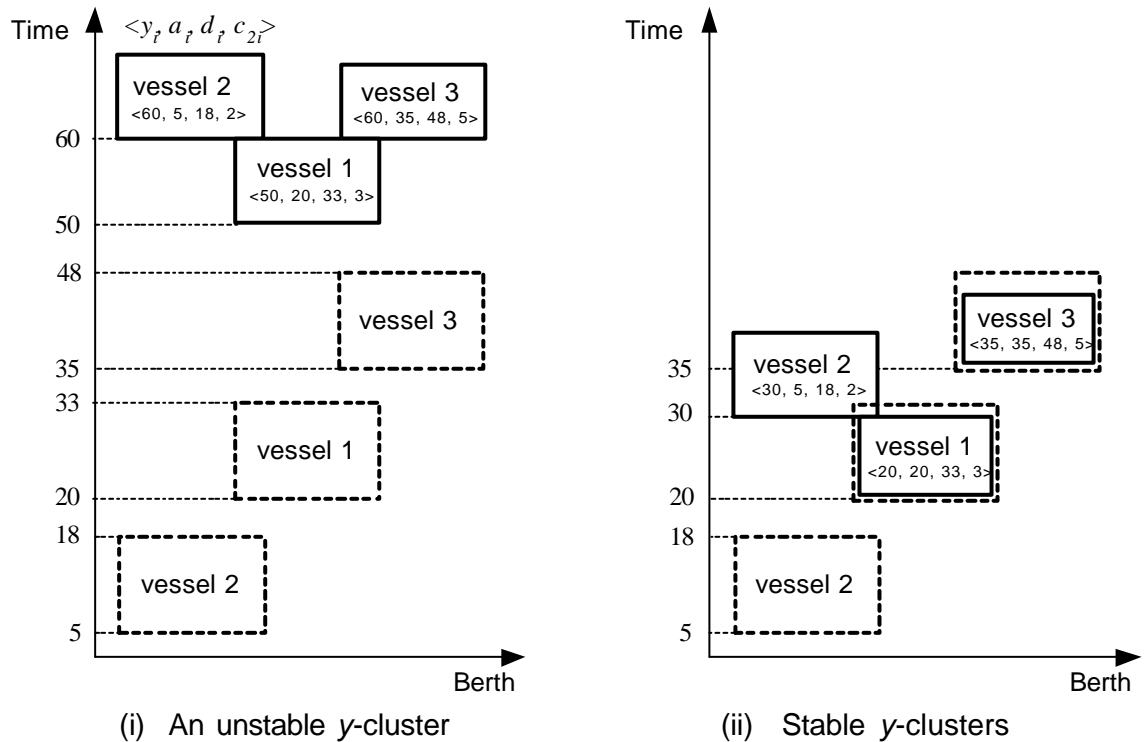 Time
<y_i, a_i, d_i, c_{2i}>
vessel 2
<60, 5, 18, 2>
vessel 3
<60, 35, 48, 5>
60
vessel 1
<50, 20, 33, 3>
50
48
vessel 3
35
33
vessel 1
20
18
vessel 2
5
Berth
(i) An unstable y-cluster
Time
vessel 3
<35, 35, 48, 5>
vessel 2
<30, 5, 18, 2>
35
30
vessel 1
<20, 20, 33, 3>
20
18
vessel 2
5
Berth
(ii) Stable y-clusters